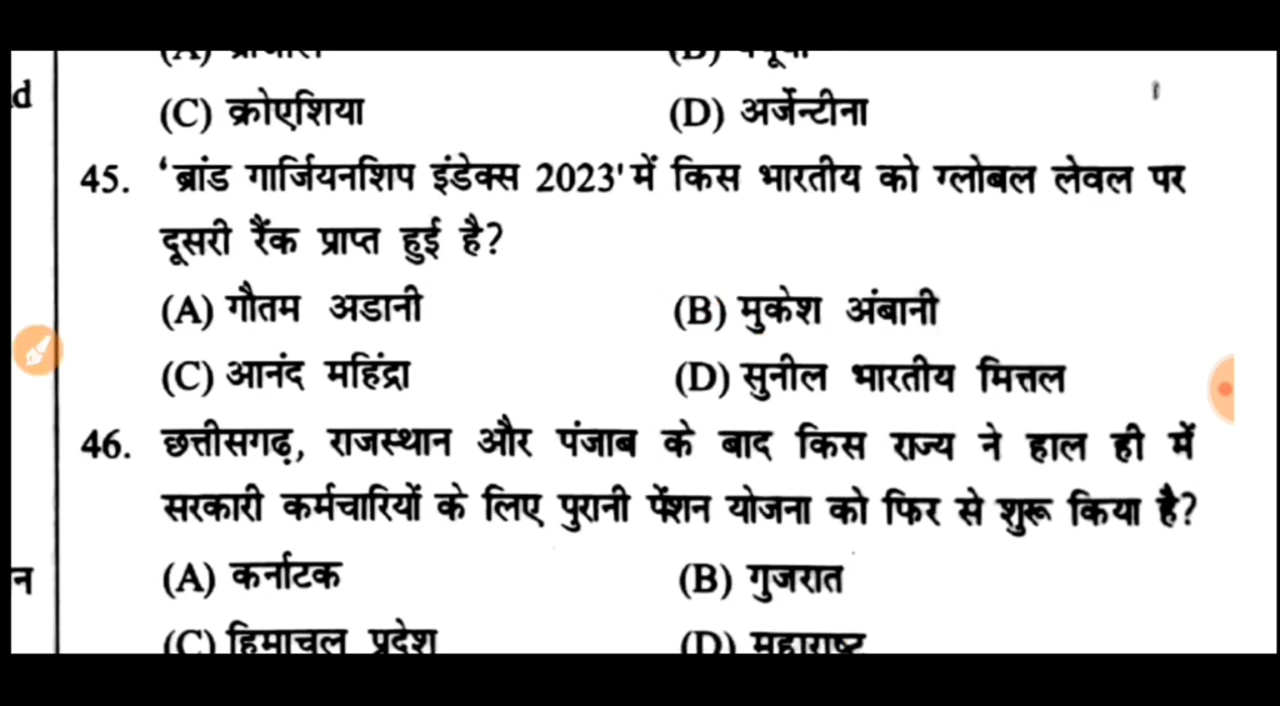 d
(C) क्रोएशिया (D) अर्जेन्टीना
45. 'ब्रांड गार्जियनशिप इंडेक्स 2023' में किस भारतीय को ग्लोबल लेवल पर
दूसरी रैंक प्राप्त हुई है?
(A) गौतम अडानी (B) मुकेश अंबानी
(C) आनंद महिंद्रा (D) सुनील भारतीय मित्तल
46. छत्तीसगढ़, राजस्थान और पंजाब के बाद किस राज्य ने हाल ही में
सरकारी कर्मचारियों के लिए पुरानी पेंशन योजना को फिर से शुरू किया है?
न
(A) कर्नाटक (B) गुजरात
(C) हिमाचल प्रदेश (D) महाराष्ट्र